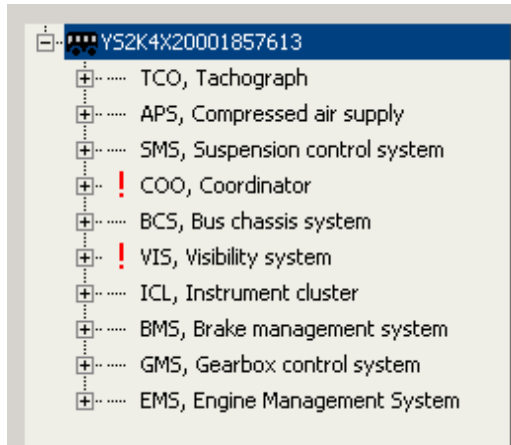 YS2K4X20001857613
TCO, Tachograph
APS, Compressed air supply
SMS, Suspension control system
COO, Coordinator
BCS, Bus chassis system
VIS, Visibility system
ICL, Instrument cluster
BMS, Brake management system
GMS, Gearbox control system
EMS, Engine Management System